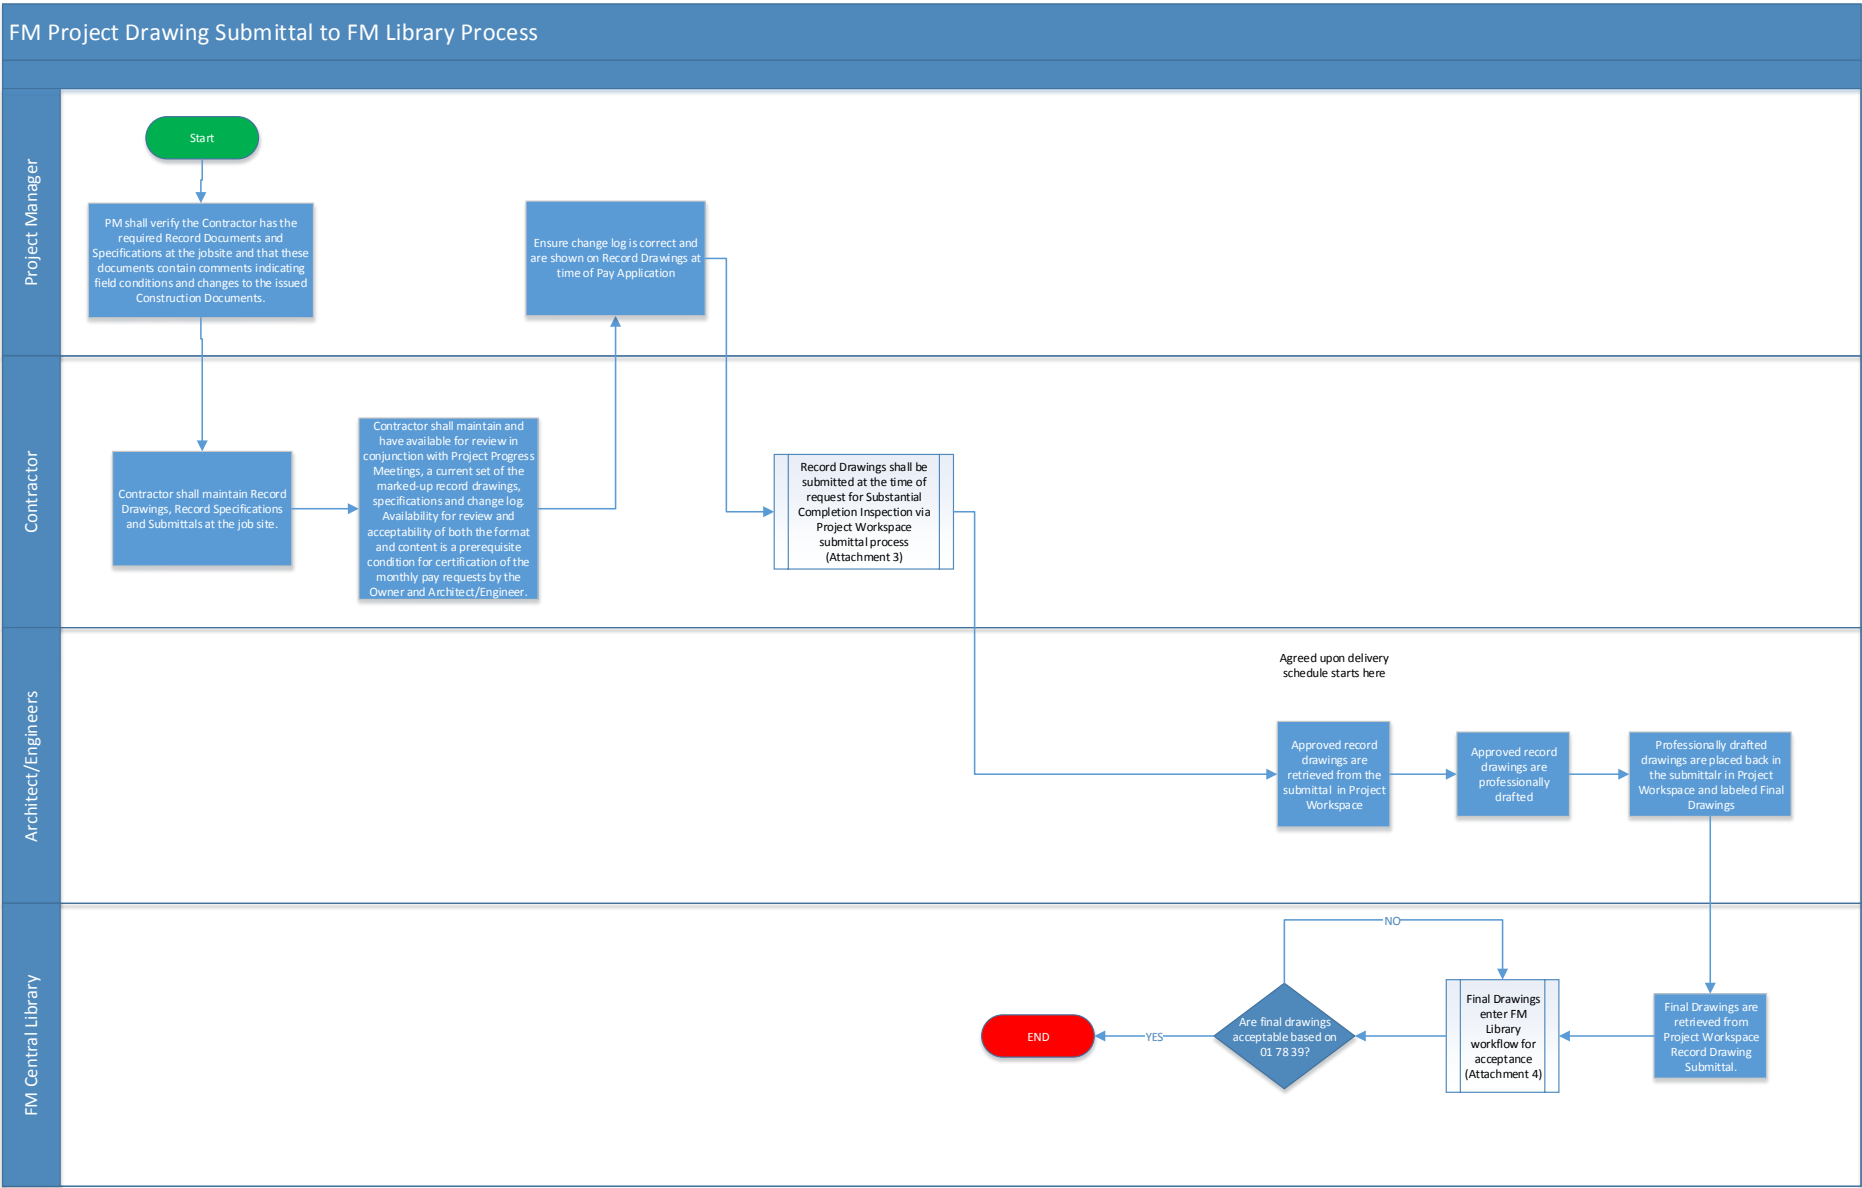 FM Project Drawing Submittal to FM Library Process
Project Manager
Start
PM shall verify the Contractor has the
required Record Documents and
Specifications at the jobsite and that these
documents contain comments indicating
field conditions and changes to the issued
Construction Documents.
Ensure change log is correct and
are shown on Record Drawings at
time of Pay Application
Contractor
Contractor shall maintain Record
Drawings, Record Specifications
and Submittals at the job site.
Contractor shall maintain and
have available for review in
conjunction with Project Progress
Meetings, a current set of the
marked-up record drawings,
specifications and change log.
Availability for review and
acceptability of both the format
and content is a prerequisite
condition for certification of the
monthly pay requests by the
Owner and Architect/Engineer.
Record Drawings shall be
submitted at the time of
request for Substantial
Completion Inspection via
Project Workspace
submittal process
(Attachment 3)
Architect/Engineers
Agreed upon delivery
schedule starts here
Approved record
drawings are
retrieved from the
submittal in Project
Workspace
Approved record
drawings are
professionally
drafted
Professionally drafted
drawings are placed back in
the submittalr in Project
Workspace and labeled Final
Drawings
FM Central Library
NO
END
YES
Are final drawings
acceptable based on
01 78 39?
Final Drawings
enter FM
Library
workflow for
acceptance
(Attachment 4)
Final Drawings are
retrieved from
Project Workspace
Record Drawing
Submittal.